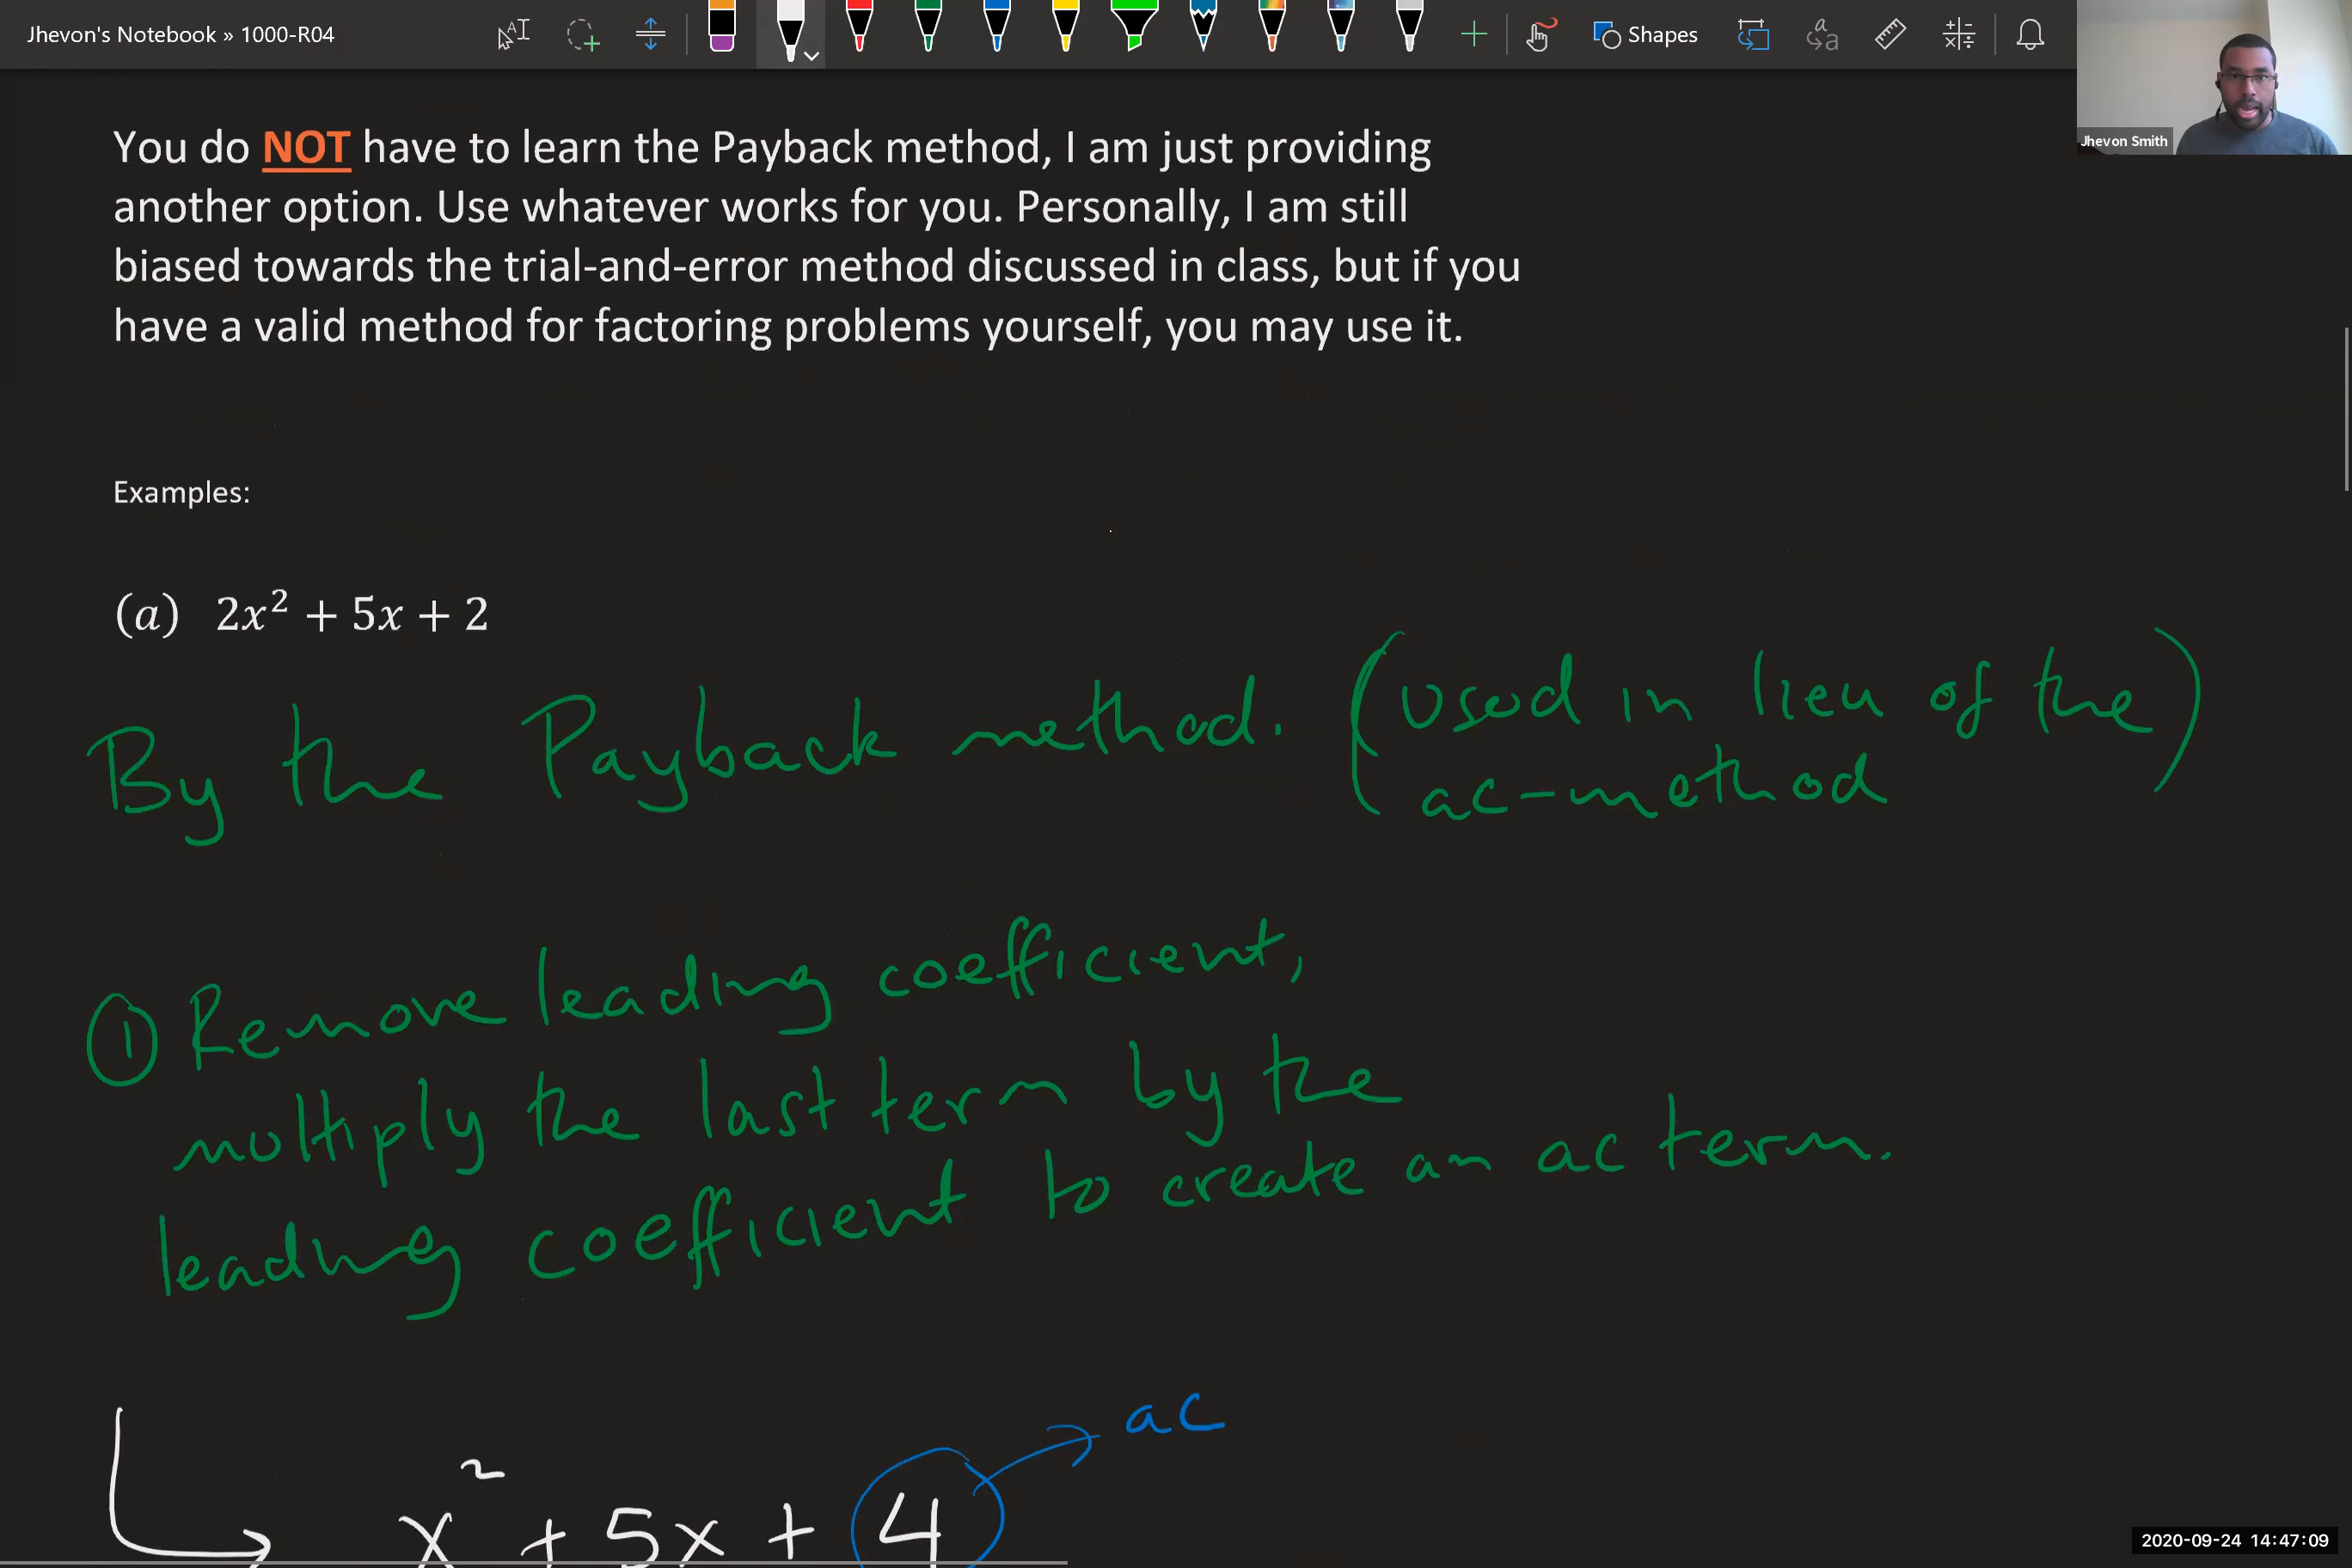 Jhevon's Notebook » 1000-R04
Shapes
Jhevon Smith
You do NOT have to learn the Payback method, I am just providing
another option. Use whatever works for you. Personally, I am still
biased towards the trial-and-error method discussed in class, but if you
have a valid method for factoring problems yourself, you may use it.
Examples:
(a) 2x² + 5x + 2
By the Payback method. (Used in lieu of the
ac-method)
① Remove leading coefficient,
multiply the last term by the
leading coefficient to create an ac term.
ac
x² + 5x + 4
2020-09-24 14:47:09